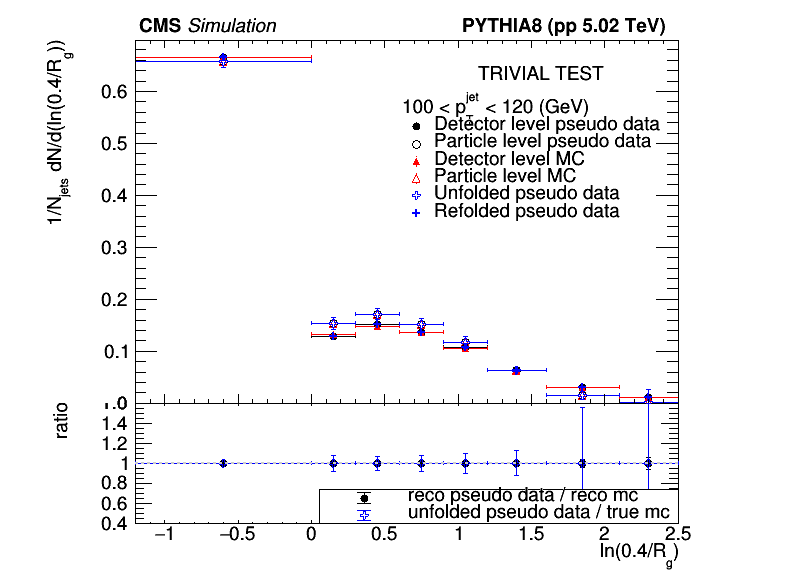 CMS Simulation PYTHIA8 (pp 5.02 TeV)
TRIVIAL TEST
100 < p_T^jet < 120 (GeV)
Detector level pseudo data
Particle level pseudo data
Detector level MC
Particle level MC
Unfolded pseudo data
Refolded pseudo data
1/N_jets dN/d(ln(0.4/R_g))
0.6
0.5
0.4
0.3
0.2
0.1
0
ratio
1.4
1.2
1
0.8
0.6
0.4
reco pseudo data / reco mc
unfolded pseudo data / true mc
−1 −0.5 0 0.5 1 1.5 2 2.5
ln(0.4/R_g)